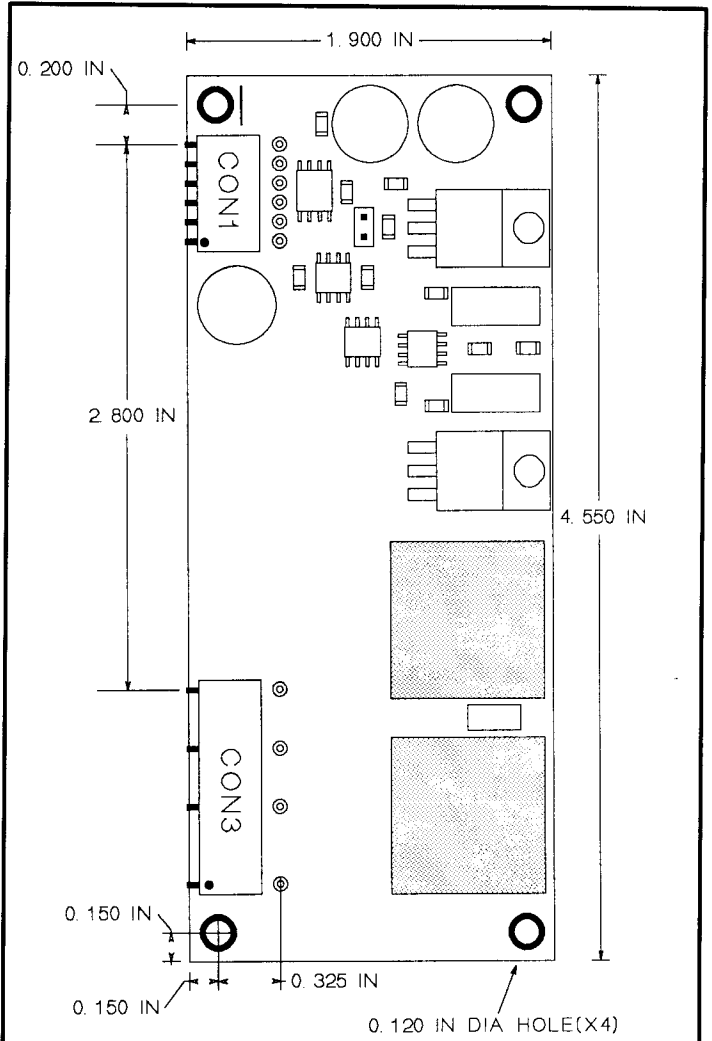 1. 900 IN
0. 200 IN
CON1
2. 800 IN
4. 550 IN
CON3
0. 150 IN
0. 325 IN
0. 150 IN
0. 120 IN DIA HOLE(X4)